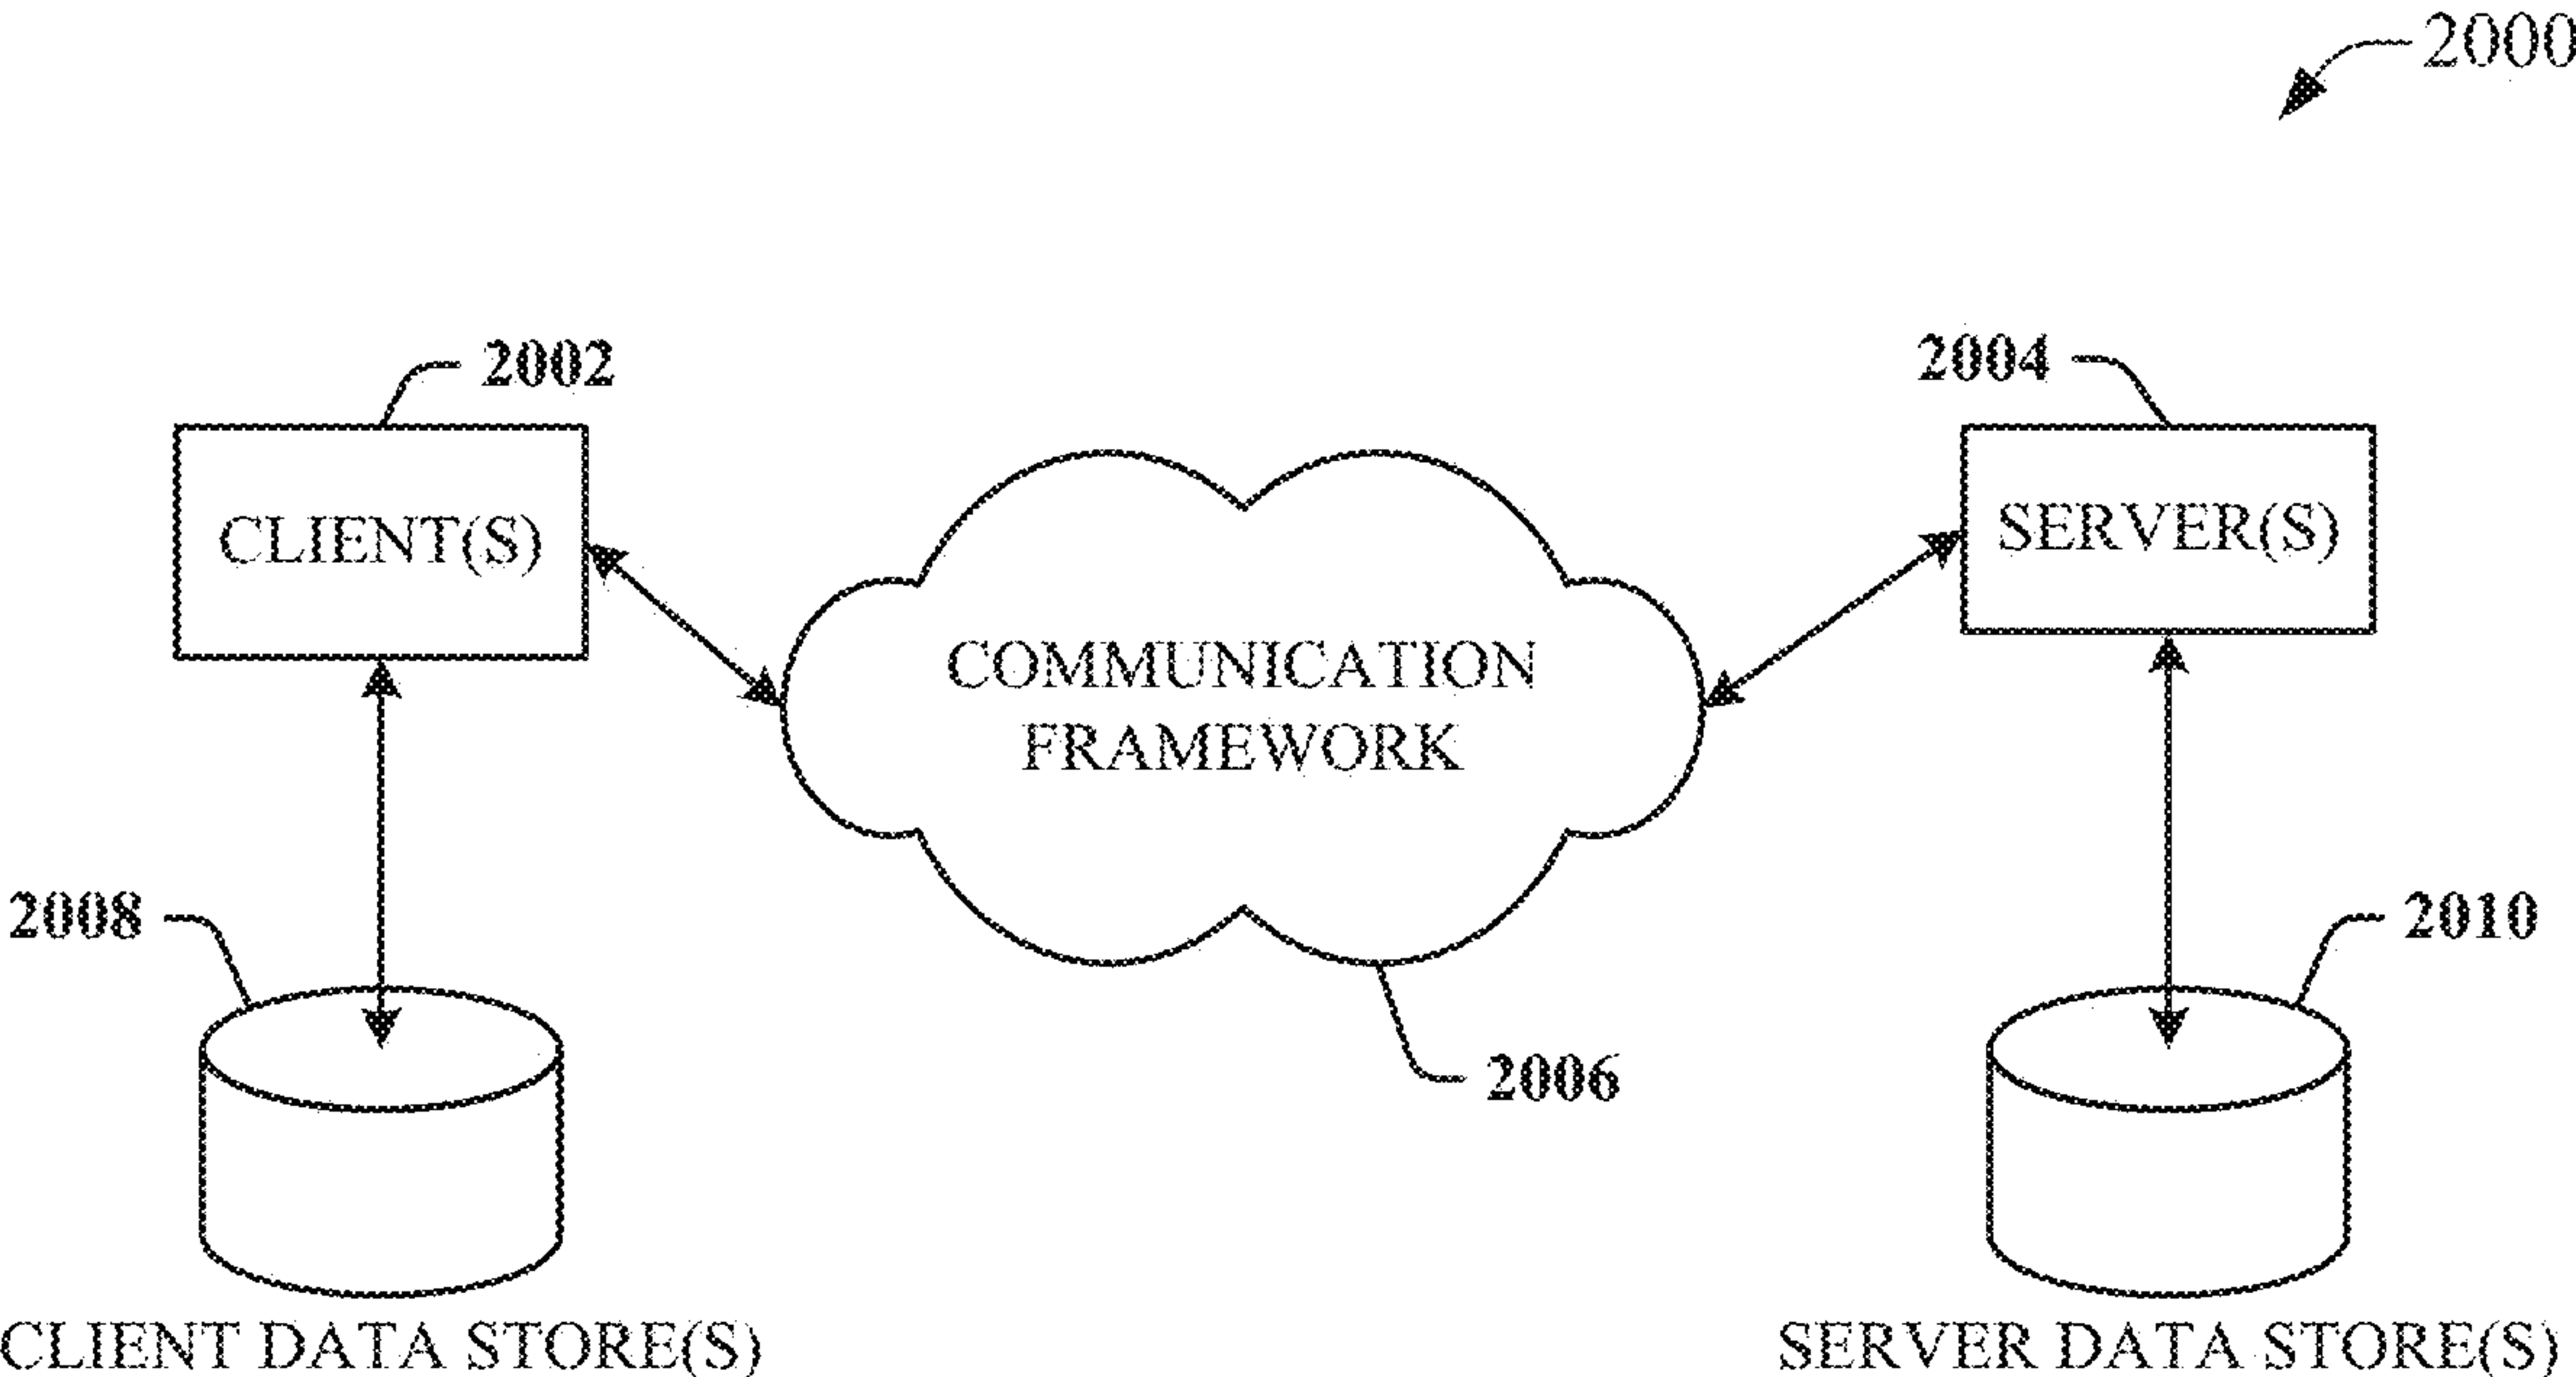 2000
2002
2004
CLIENT(S)
SERVER(S)
COMMUNICATION
FRAMEWORK
2008
2010
2006
CLIENT DATA STORE(S)
SERVER DATA STORE(S)